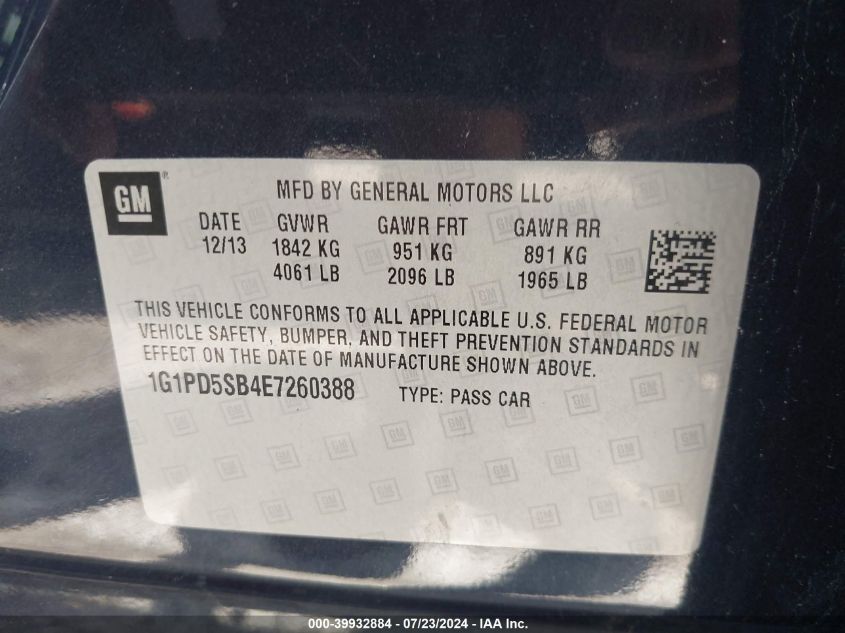 GM ® MFD BY GENERAL MOTORS LLC
DATE GVWR GAWR FRT GAWR RR
12/13 1842 KG 951 KG 891 KG
4061 LB 2096 LB 1965 LB
THIS VEHICLE CONFORMS TO ALL APPLICABLE U.S. FEDERAL MOTOR
VEHICLE SAFETY, BUMPER, AND THEFT PREVENTION STANDARDS IN
EFFECT ON THE DATE OF MANUFACTURE SHOWN ABOVE.
1G1PD5SB4E7260388 TYPE: PASS CAR
000-39932884 / 07/23/2024 - IAA Inc.